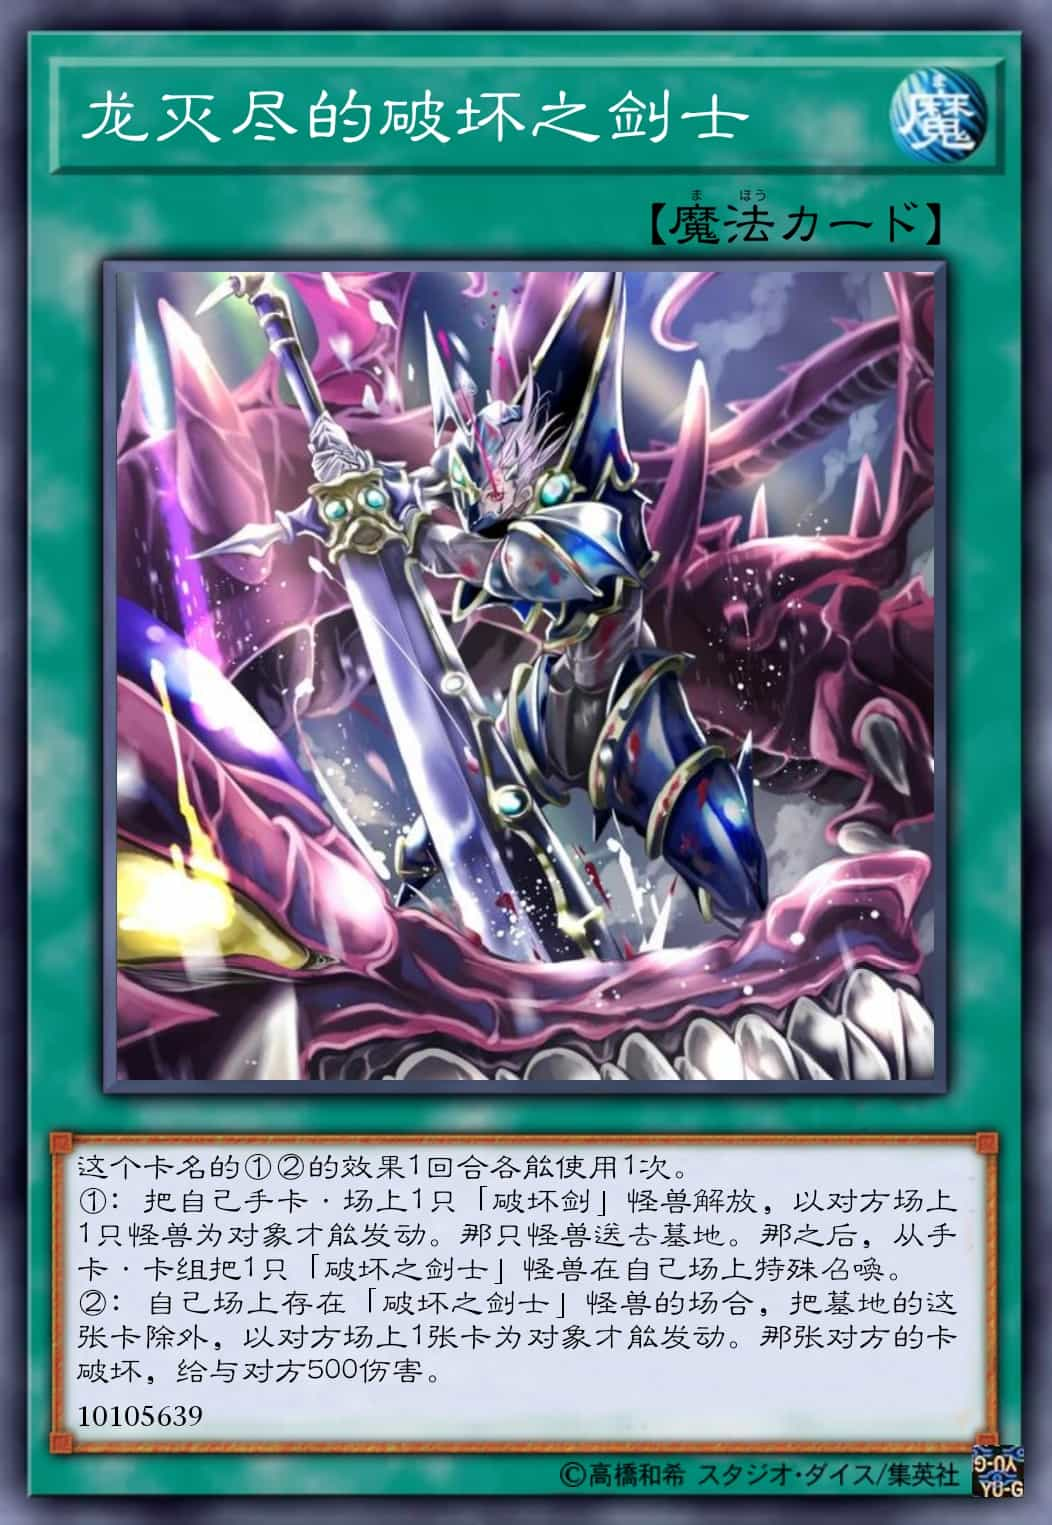 龙灭尽的破坏之剑士
魔
ま ほう
【魔法カード】
这个卡名的①②的效果1回合各能使用1次。
①：把自己手卡·场上1只「破坏剑」怪兽解放，以对方场上
1只怪兽为对象才能发动。那只怪兽送去墓地。那之后，从手
卡·卡组把1只「破坏之剑士」怪兽在自己场上特殊召唤。
②：自己场上存在「破坏之剑士」怪兽的场合，把墓地的这
张卡除外，以对方场上1张卡为对象才能发动。那张对方的卡
破坏，给与对方500伤害。
10105639
©高橋和希 スタジオ・ダイス/集英社
YU-G
YU-G